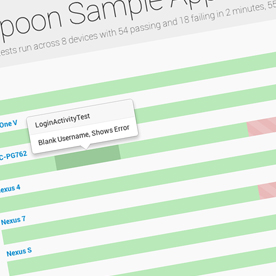 poon Sample App
ests run across 8 devices with 54 passing and 18 failing in 2 minutes, 55
One V
LoginActivityTest
Blank Username, Shows Error
C-PG762
exus 4
Nexus 7
Nexus S